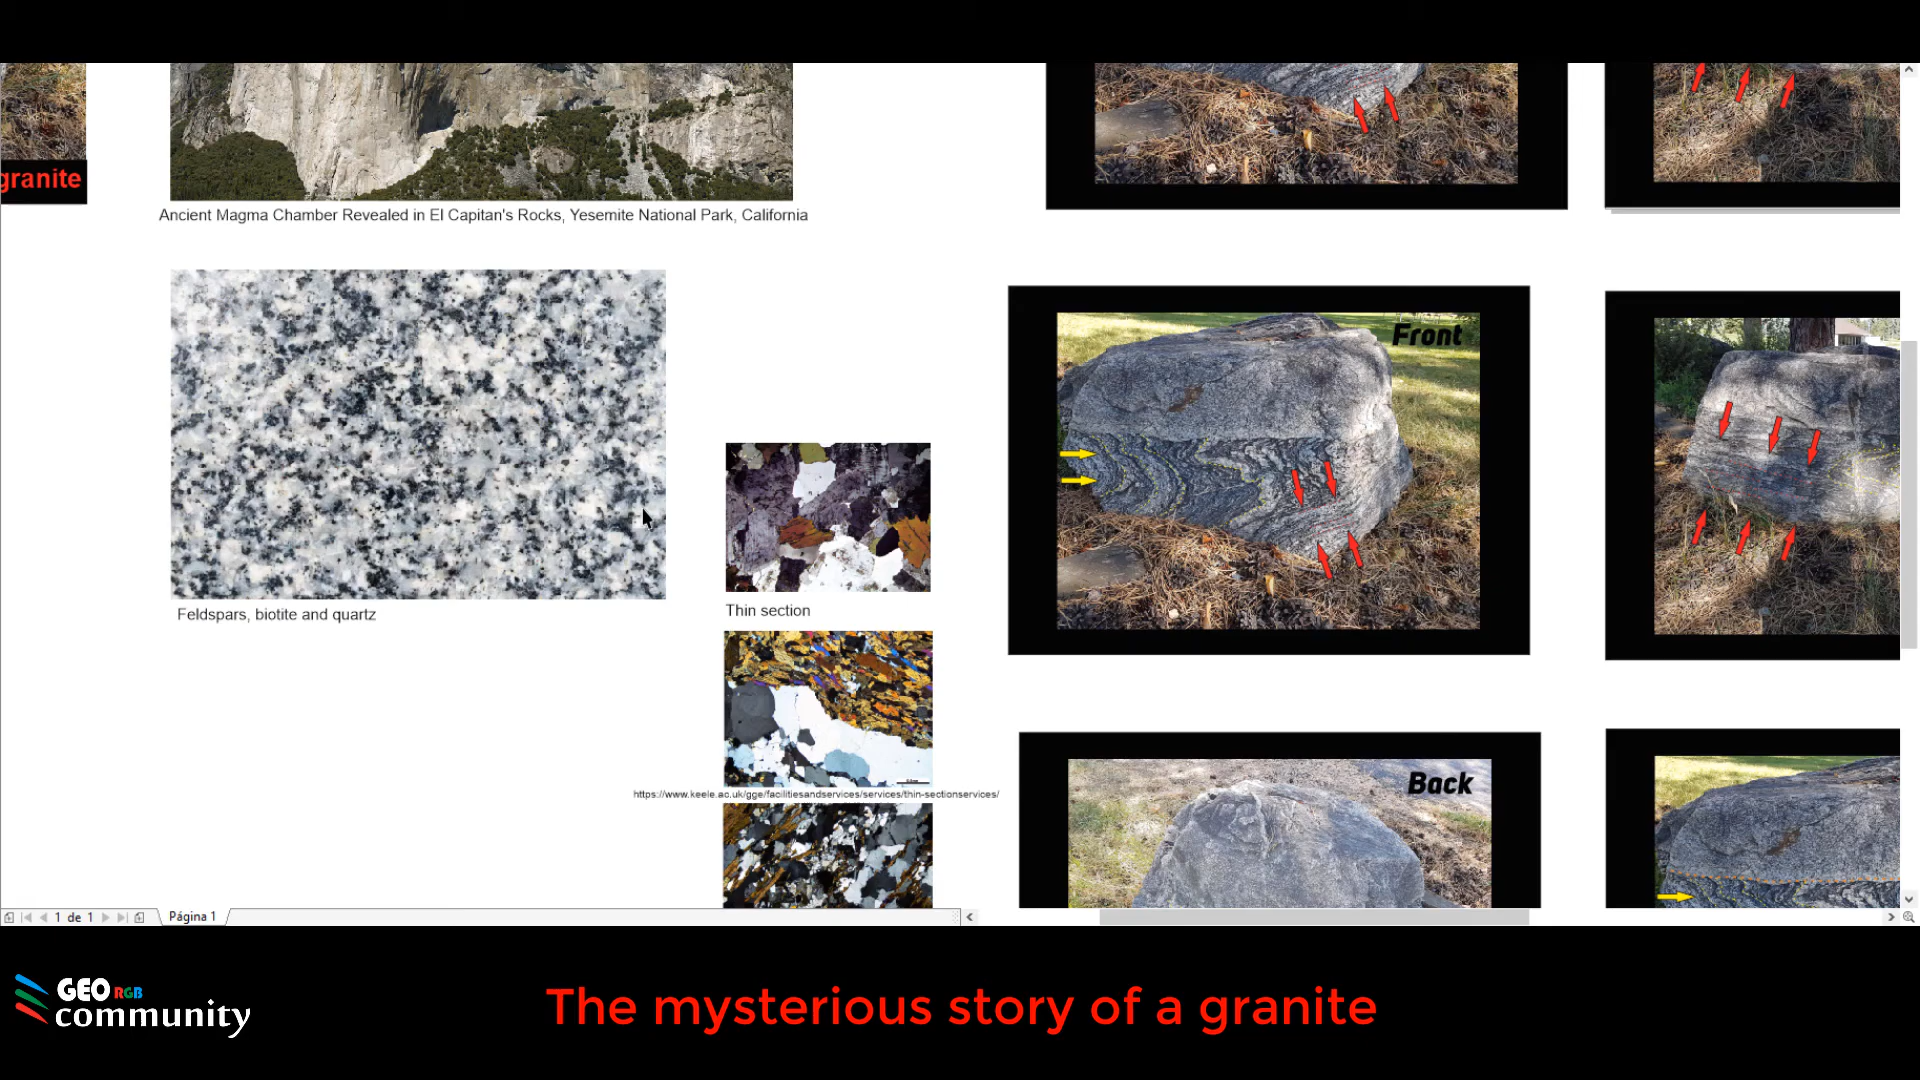 granite
Ancient Magma Chamber Revealed in El Capitan's Rocks, Yesemite National Park, California
Front
Feldspars, biotite and quartz
Thin section
https://www.keele.ac.uk/gge/facilitiesandservices/services/thin-sectionservices/
Back
1 de 1
Página 1
GEO RGB
community
The mysterious story of a granite